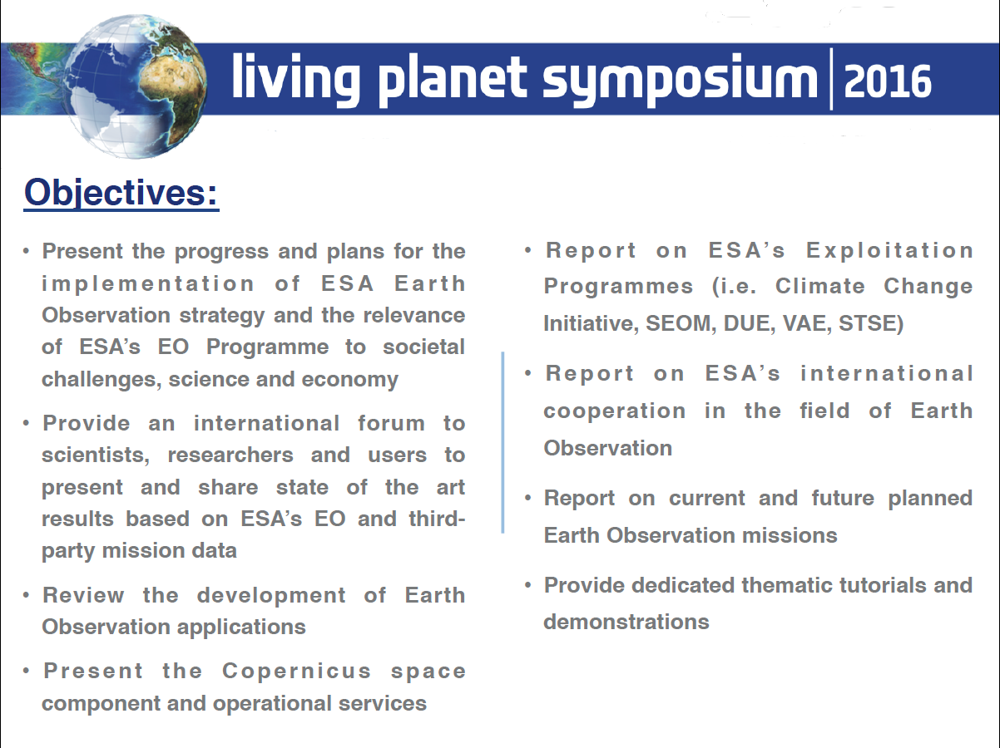 living planet symposium | 2016
Objectives:
• Present the progress and plans for the
implementation of ESA Earth
Observation strategy and the relevance
of ESA’s EO Programme to societal
challenges, science and economy
• Provide an international forum to
scientists, researchers and users to
present and share state of the art
results based on ESA’s EO and third-
party mission data
• Review the development of Earth
Observation applications
• Present the Copernicus space
component and operational services
• Report on ESA’s Exploitation
Programmes (i.e. Climate Change
Initiative, SEOM, DUE, VAE, STSE)
• Report on ESA’s international
cooperation in the field of Earth
Observation
• Report on current and future planned
Earth Observation missions
• Provide dedicated thematic tutorials and
demonstrations